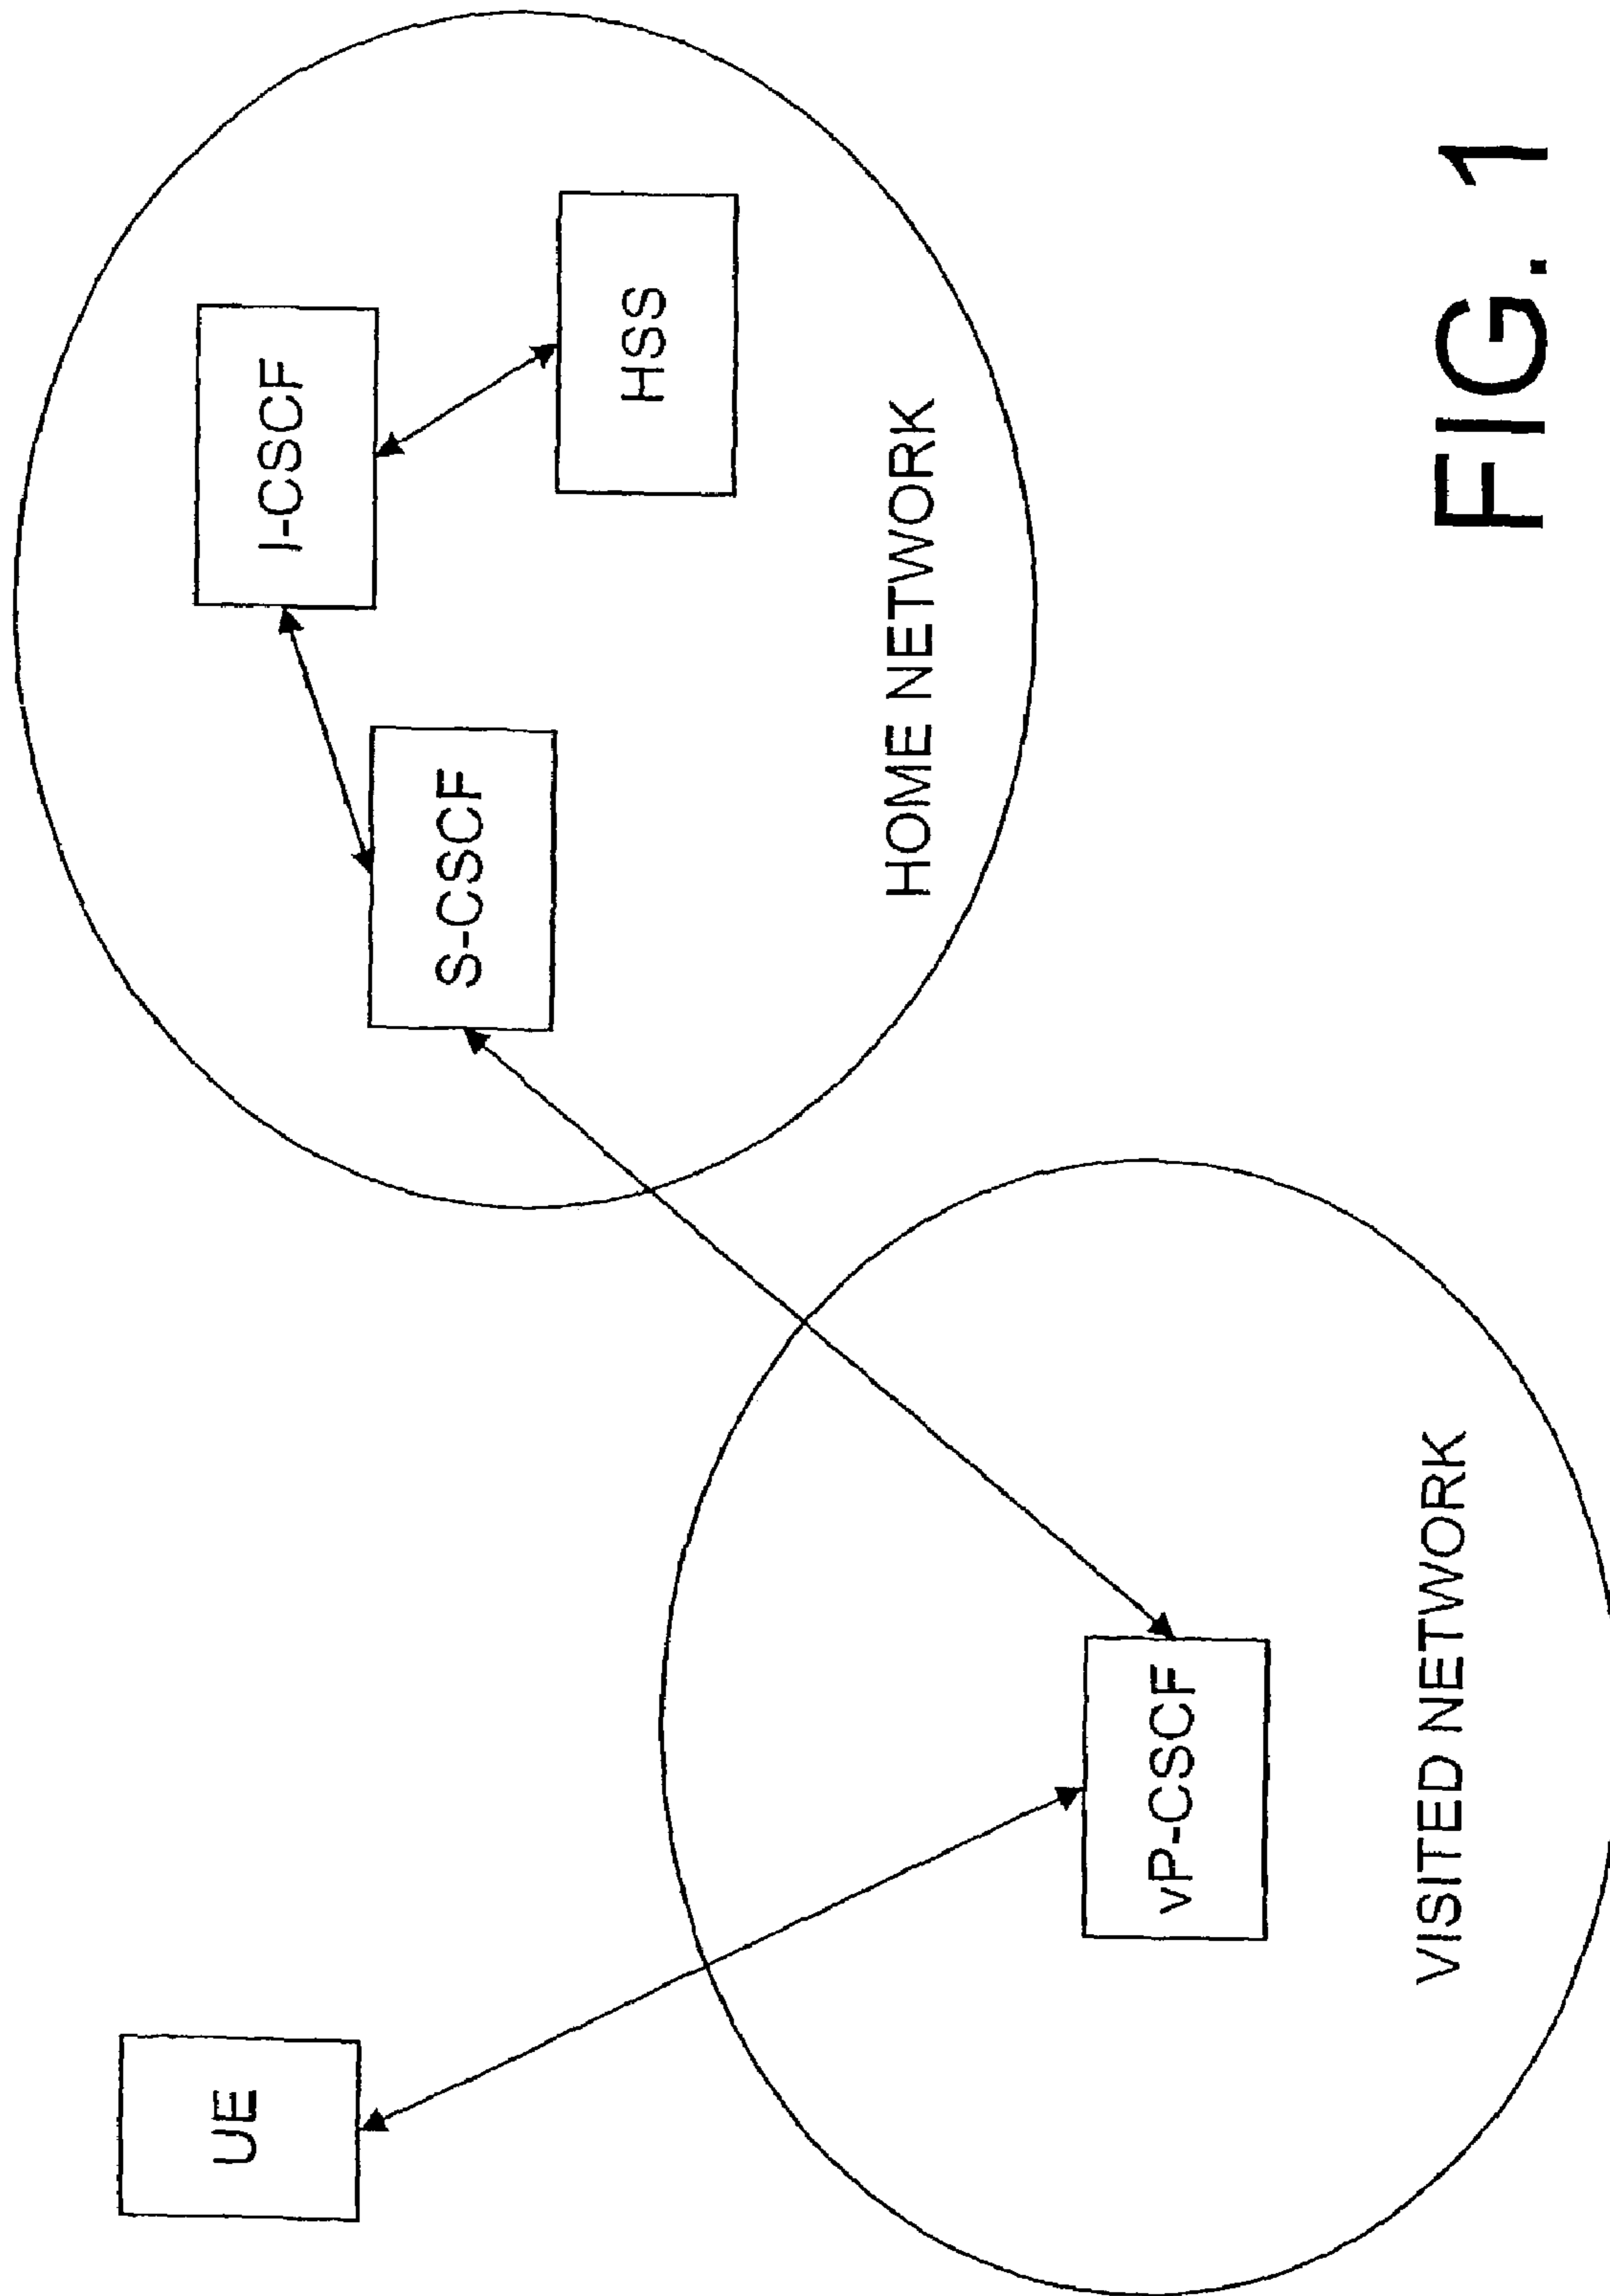 UE
S-CSCF
I-CSCF
HSS
HOME NETWORK
vP-CSCF
VISITED NETWORK
FIG. 1